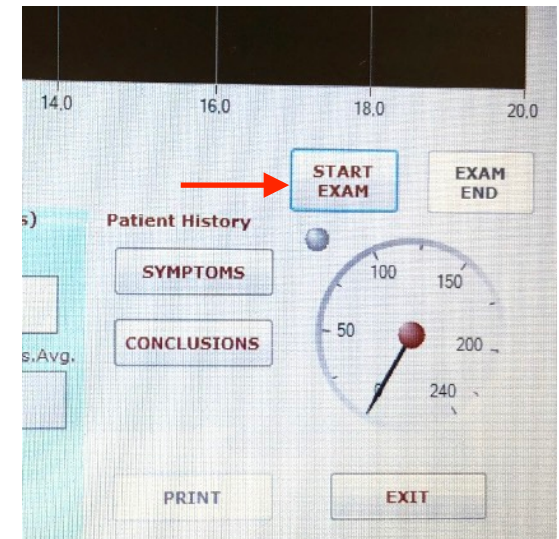 14.0 16.0 18.0 20.0
START
EXAM
EXAM
END
s)
Patient History
SYMPTOMS
CONCLUSIONS
s.Avg.
0
50
100
150
200
240
PRINT
EXIT